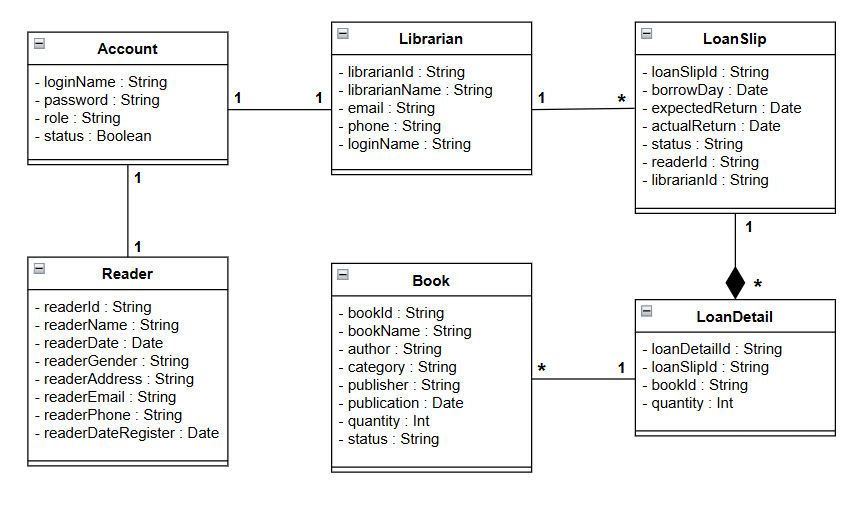 Account
- loginName : String
- password : String
- role : String
- status : Boolean
1
1
Librarian
- librarianId : String
- librarianName : String
- email : String
- phone : String
- loginName : String
1
*
LoanSlip
- loanSlipId : String
- borrowDay : Date
- expectedReturn : Date
- actualReturn : Date
- status : String
- readerId : String
- librarianId : String
1
1
1
*
Reader
- readerId : String
- readerName : String
- readerDate : Date
- readerGender : String
- readerAddress : String
- readerEmail : String
- readerPhone : String
- readerDateRegister : Date
Book
- bookId : String
- bookName : String
- author : String
- category : String
- publisher : String
- publication : Date
- quantity : Int
- status : String
*
1
LoanDetail
- loanDetailId : String
- loanSlipId : String
- bookId : String
- quantity : Int